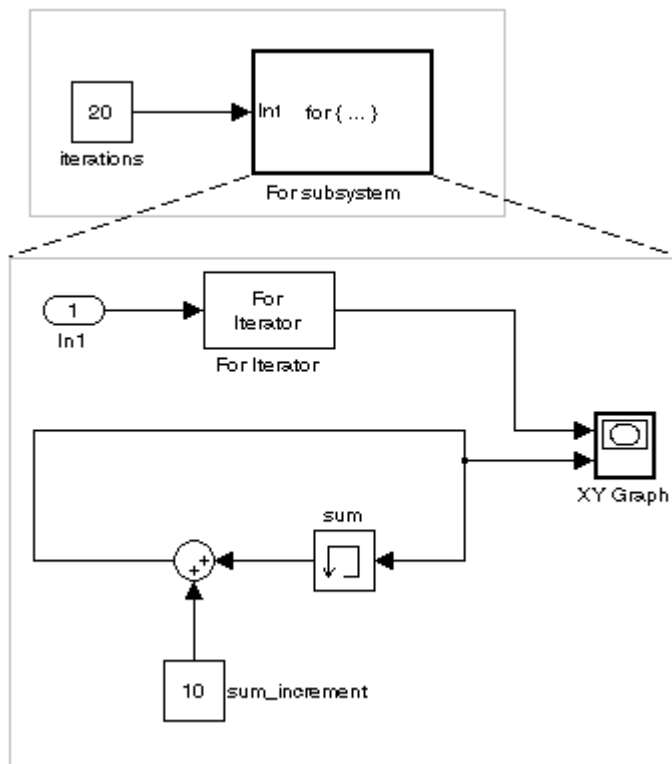 20
iterations
In1
for { ... }
For subsystem
1
In1
For
Iterator
For Iterator
XY Graph
sum
+
+
10
sum_increment